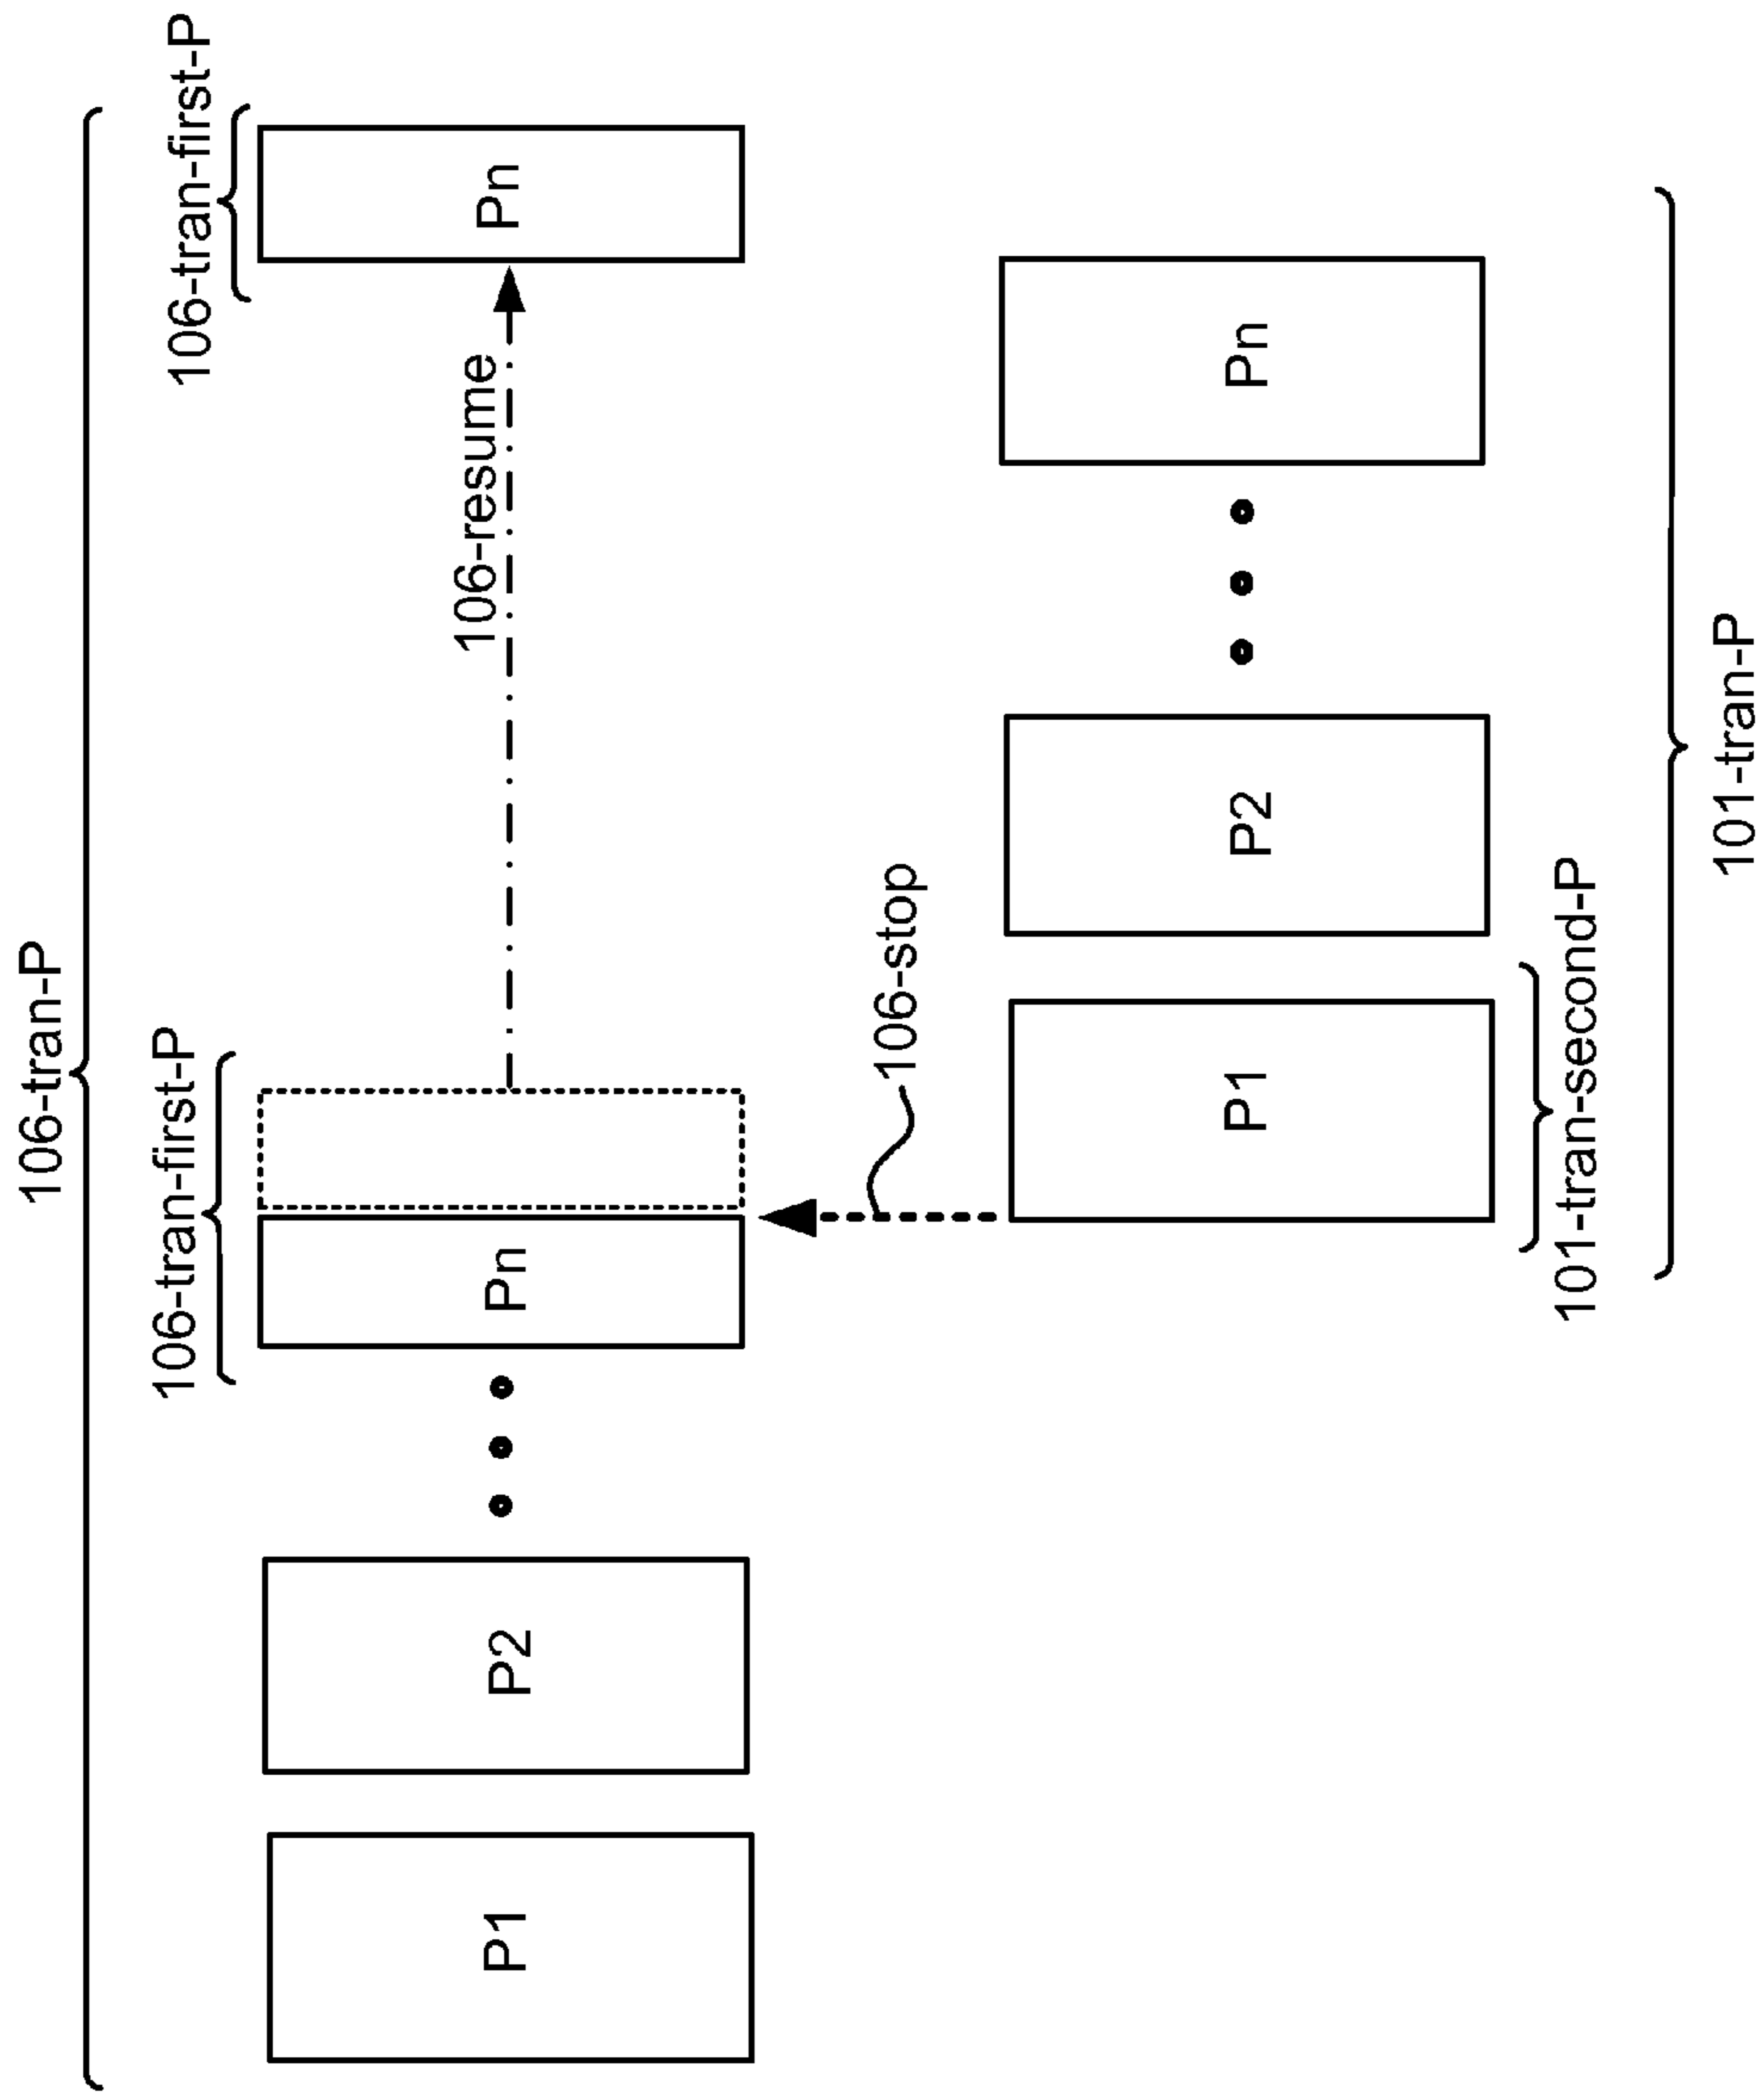 106-tran-P
106-tran-first-P
106-tran-first-P
P1
P2
Pn
106-resume
Pn
106-stop
P1
P2
Pn
101-tran-second-P
101-tran-P